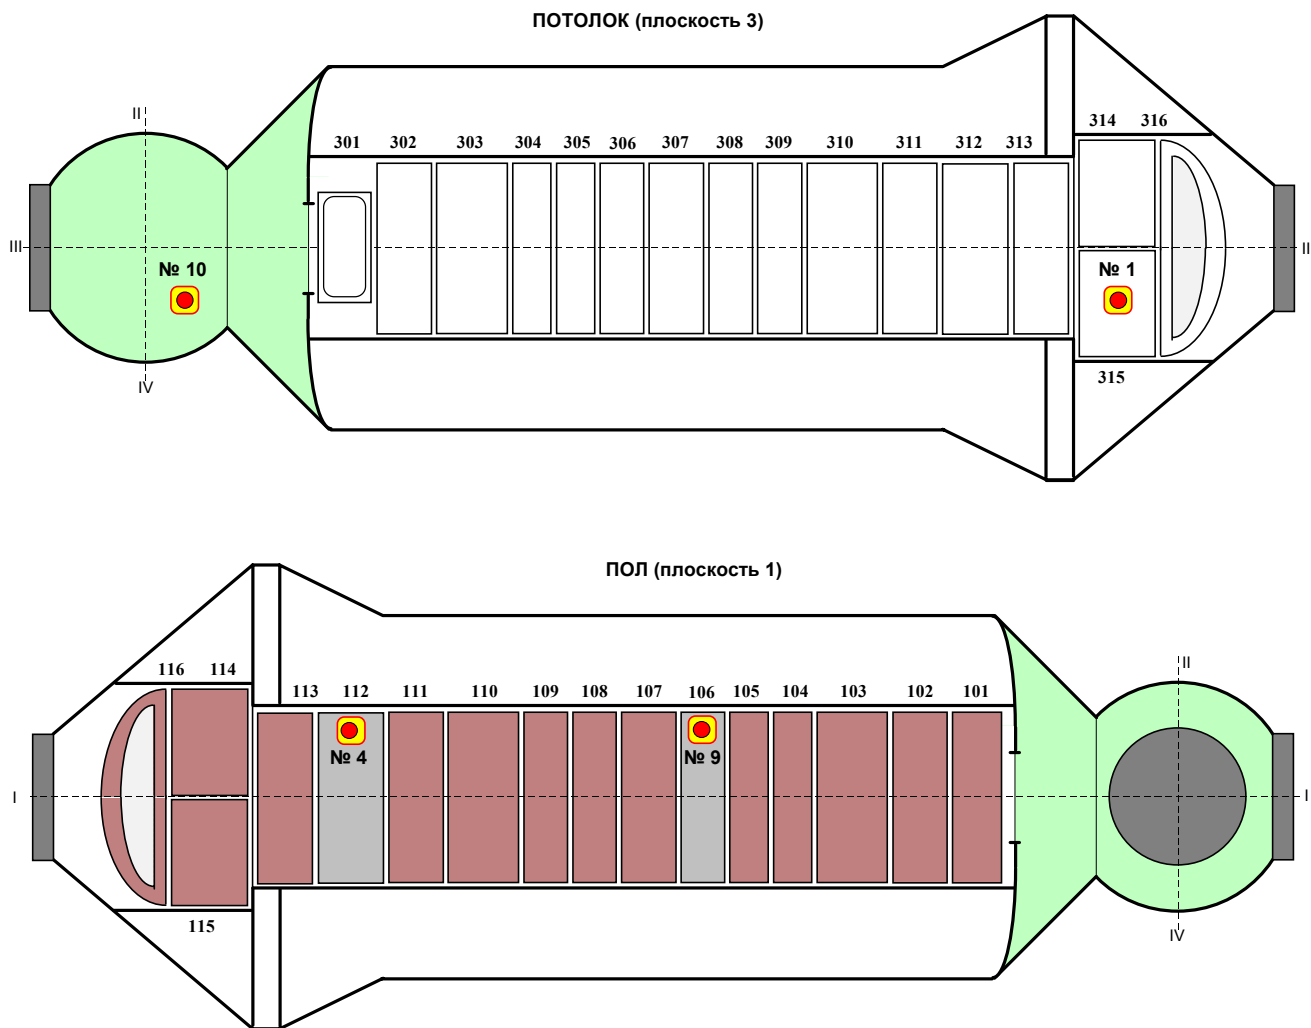 ПОТОЛОК (плоскость 3)
II
314 316
301 302 303 304 305 306 307 308 309 310 311 312 313
III
II
№ 10
№ 1
IV
315
ПОЛ (плоскость 1)
II
116 114
113 112 111 110 109 108 107 106 105 104 103 102 101
№ 4
№ 9
I
I
115
IV